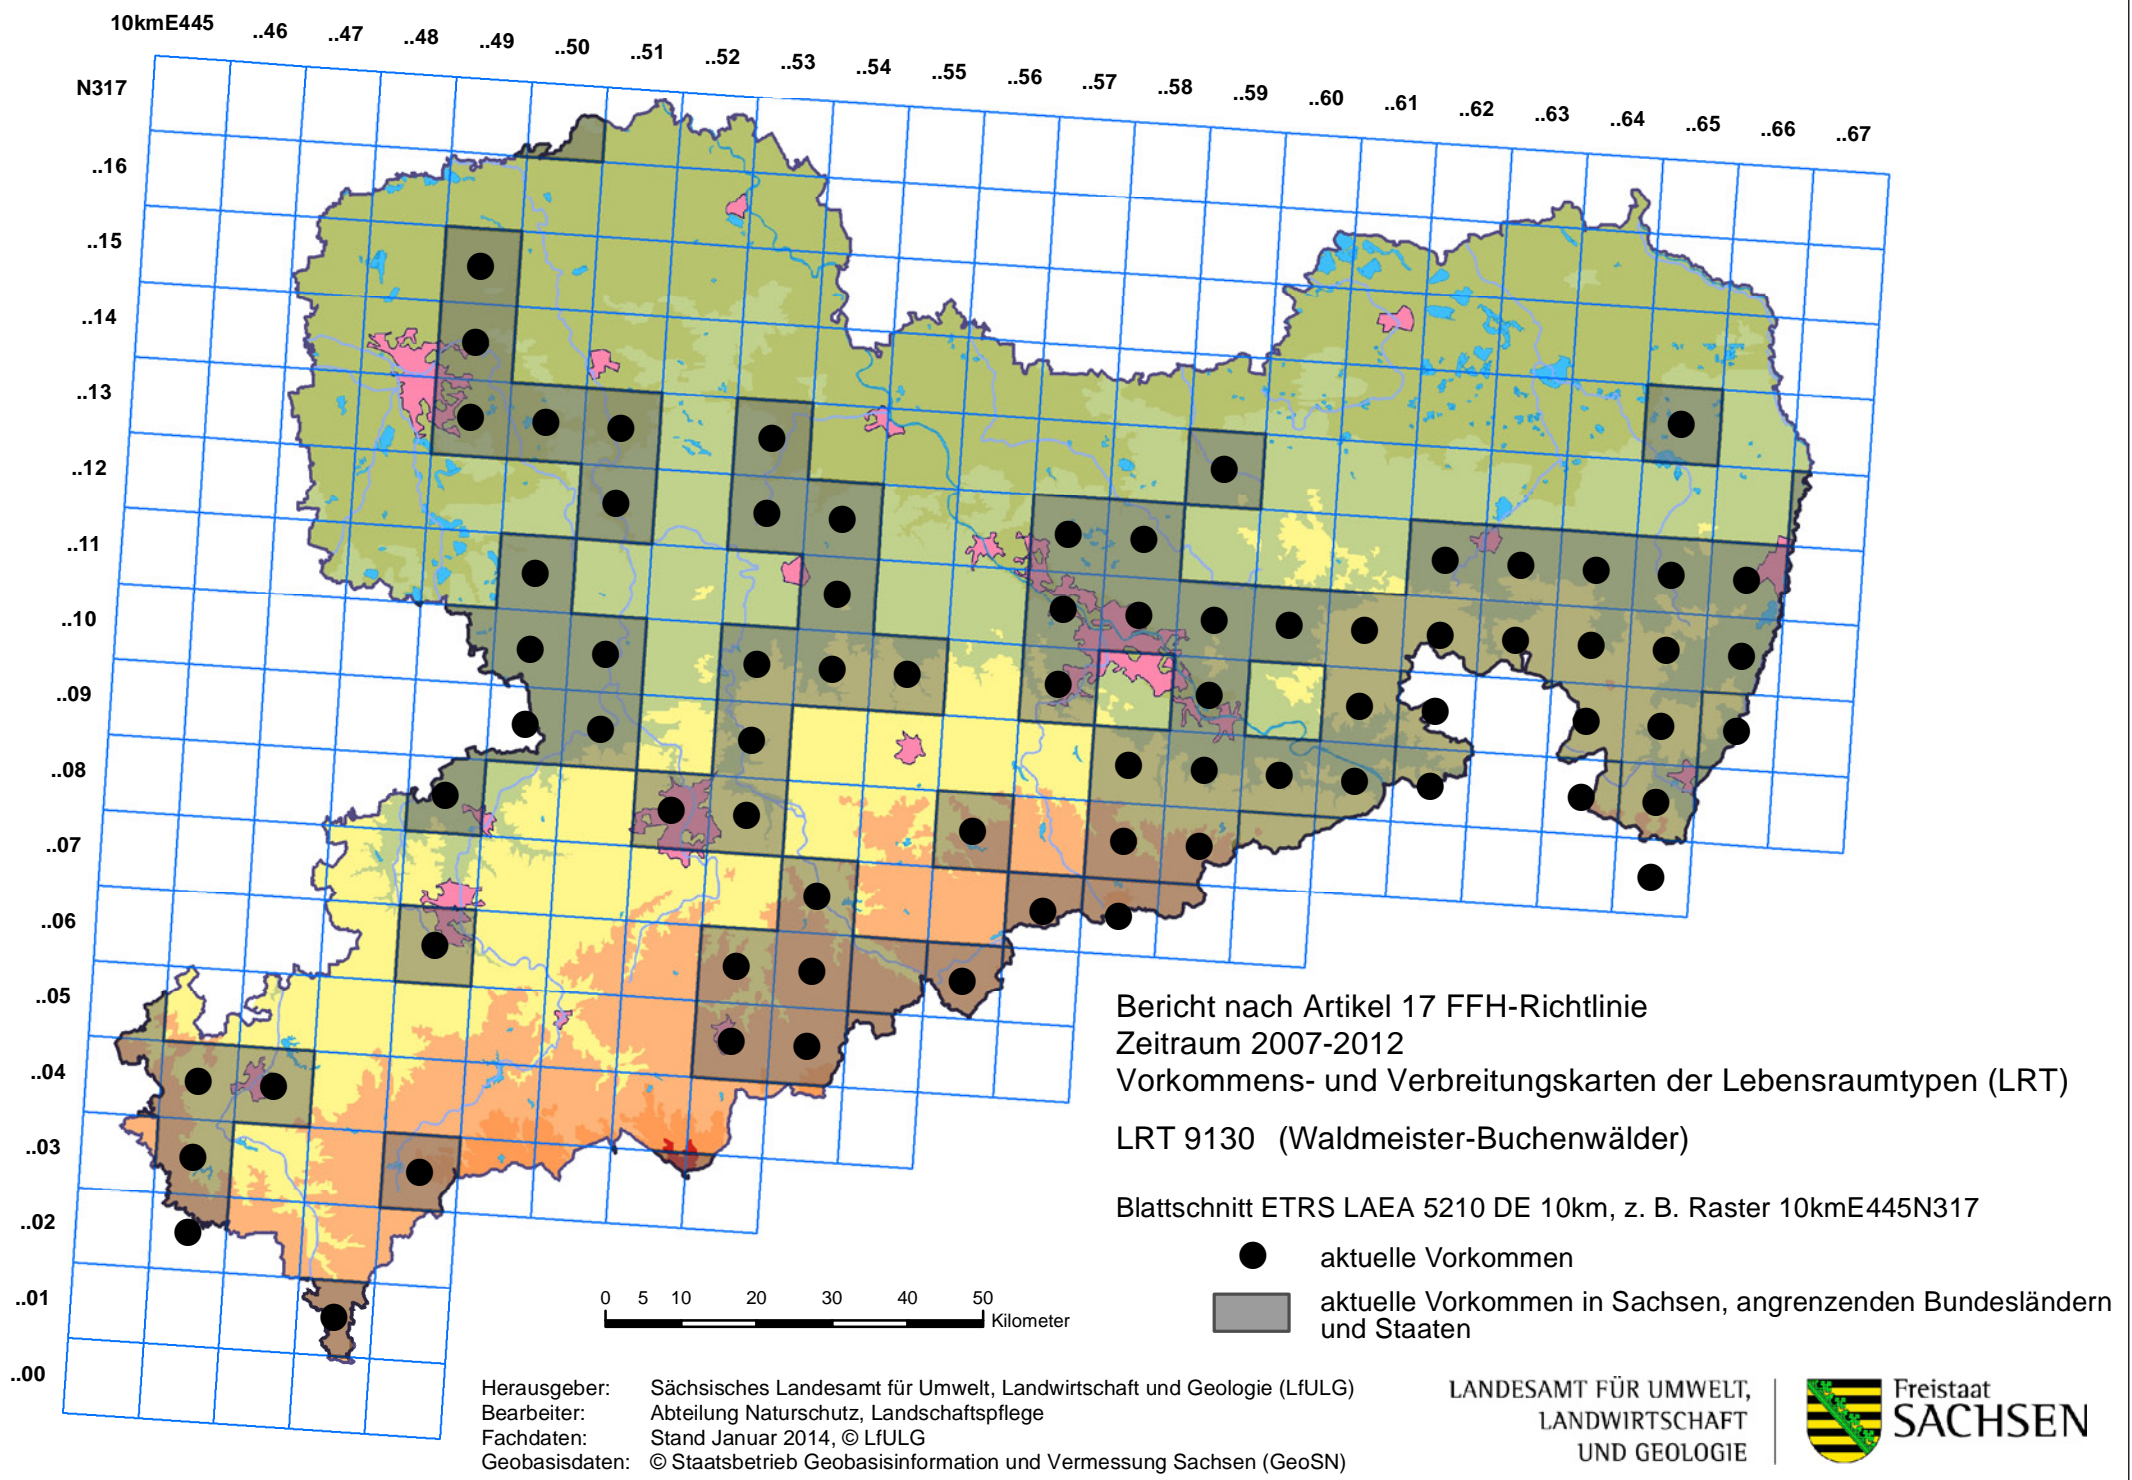 10kmE445 ..46 ..47 ..48 ..49 ..50 ..51 ..52 ..53 ..54 ..55 ..56 ..57 ..58 ..59 ..60 ..61 ..62 ..63 ..64 ..65 ..66 ..67
N317
..16
..15
..14
..13
..12
..11
..10
..09
..08
..07
..06
..05
..04
..03
..02
..01
..00
Bericht nach Artikel 17 FFH-Richtlinie
Zeitraum 2007-2012
Vorkommens- und Verbreitungskarten der Lebensraumtypen (LRT)
LRT 9130 (Waldmeister-Buchenwälder)
Blattschnitt ETRS LAEA 5210 DE 10km, z. B. Raster 10kmE445N317
aktuelle Vorkommen
aktuelle Vorkommen in Sachsen, angrenzenden Bundesländern
und Staaten
0 5 10 20 30 40 50
Kilometer
Herausgeber: Sächsisches Landesamt für Umwelt, Landwirtschaft und Geologie (LfULG)
Bearbeiter: Abteilung Naturschutz, Landschaftspflege
Fachdaten: Stand Januar 2014, © LfULG
Geobasisdaten: © Staatsbetrieb Geobasisinformation und Vermessung Sachsen (GeoSN)
LANDESAMT FÜR UMWELT,
LANDWIRTSCHAFT
UND GEOLOGIE
Freistaat
SACHSEN